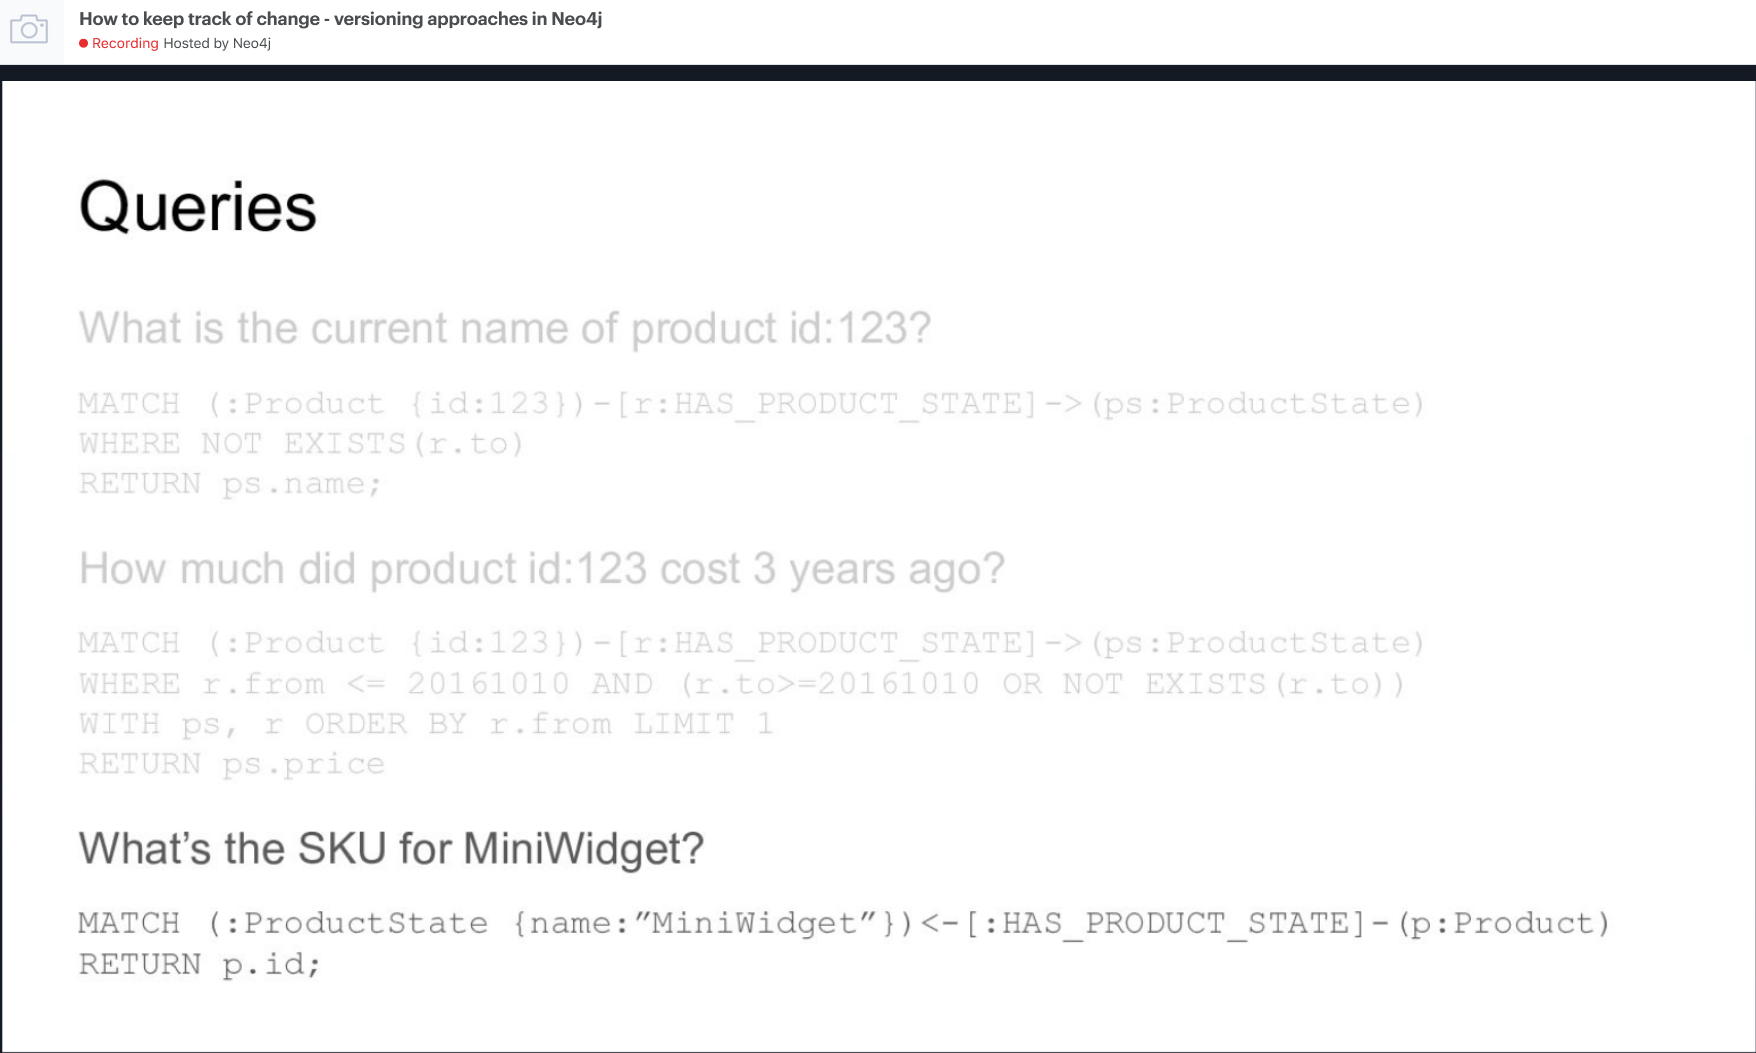 How to keep track of change - versioning approaches in Neo4j
Recording Hosted by Neo4j
Queries
What is the current name of product id:123?
MATCH (:Product {id:123})-[r:HAS_PRODUCT_STATE]->(ps:ProductState)
WHERE NOT EXISTS(r.to)
RETURN ps.name;
How much did product id:123 cost 3 years ago?
MATCH (:Product {id:123})-[r:HAS_PRODUCT_STATE]->(ps:ProductState)
WHERE r.from <= 20161010 AND (r.to>=20161010 OR NOT EXISTS(r.to))
WITH ps, r ORDER BY r.from LIMIT 1
RETURN ps.price
What’s the SKU for MiniWidget?
MATCH (:ProductState {name:”MiniWidget”})<-[:HAS_PRODUCT_STATE]-(p:Product)
RETURN p.id;